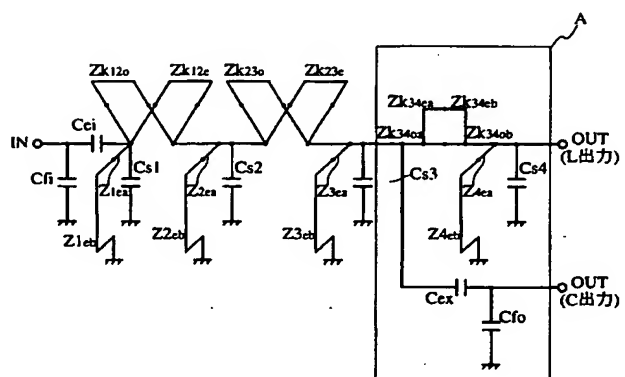 A
Zk12o Zk12e Zk23o Zk23e
Zk34ea Zk34eb
Zk34oa Zk34ob
IN Cei OUT
(L出力)
Cfi Z1ea Cs1 Z2ea Cs2 Z3ea Cs3 Z4ea Cs4
Z1eb Z2eb Z3eb Z4eb
OUT
(C出力)
Cex
Cfo